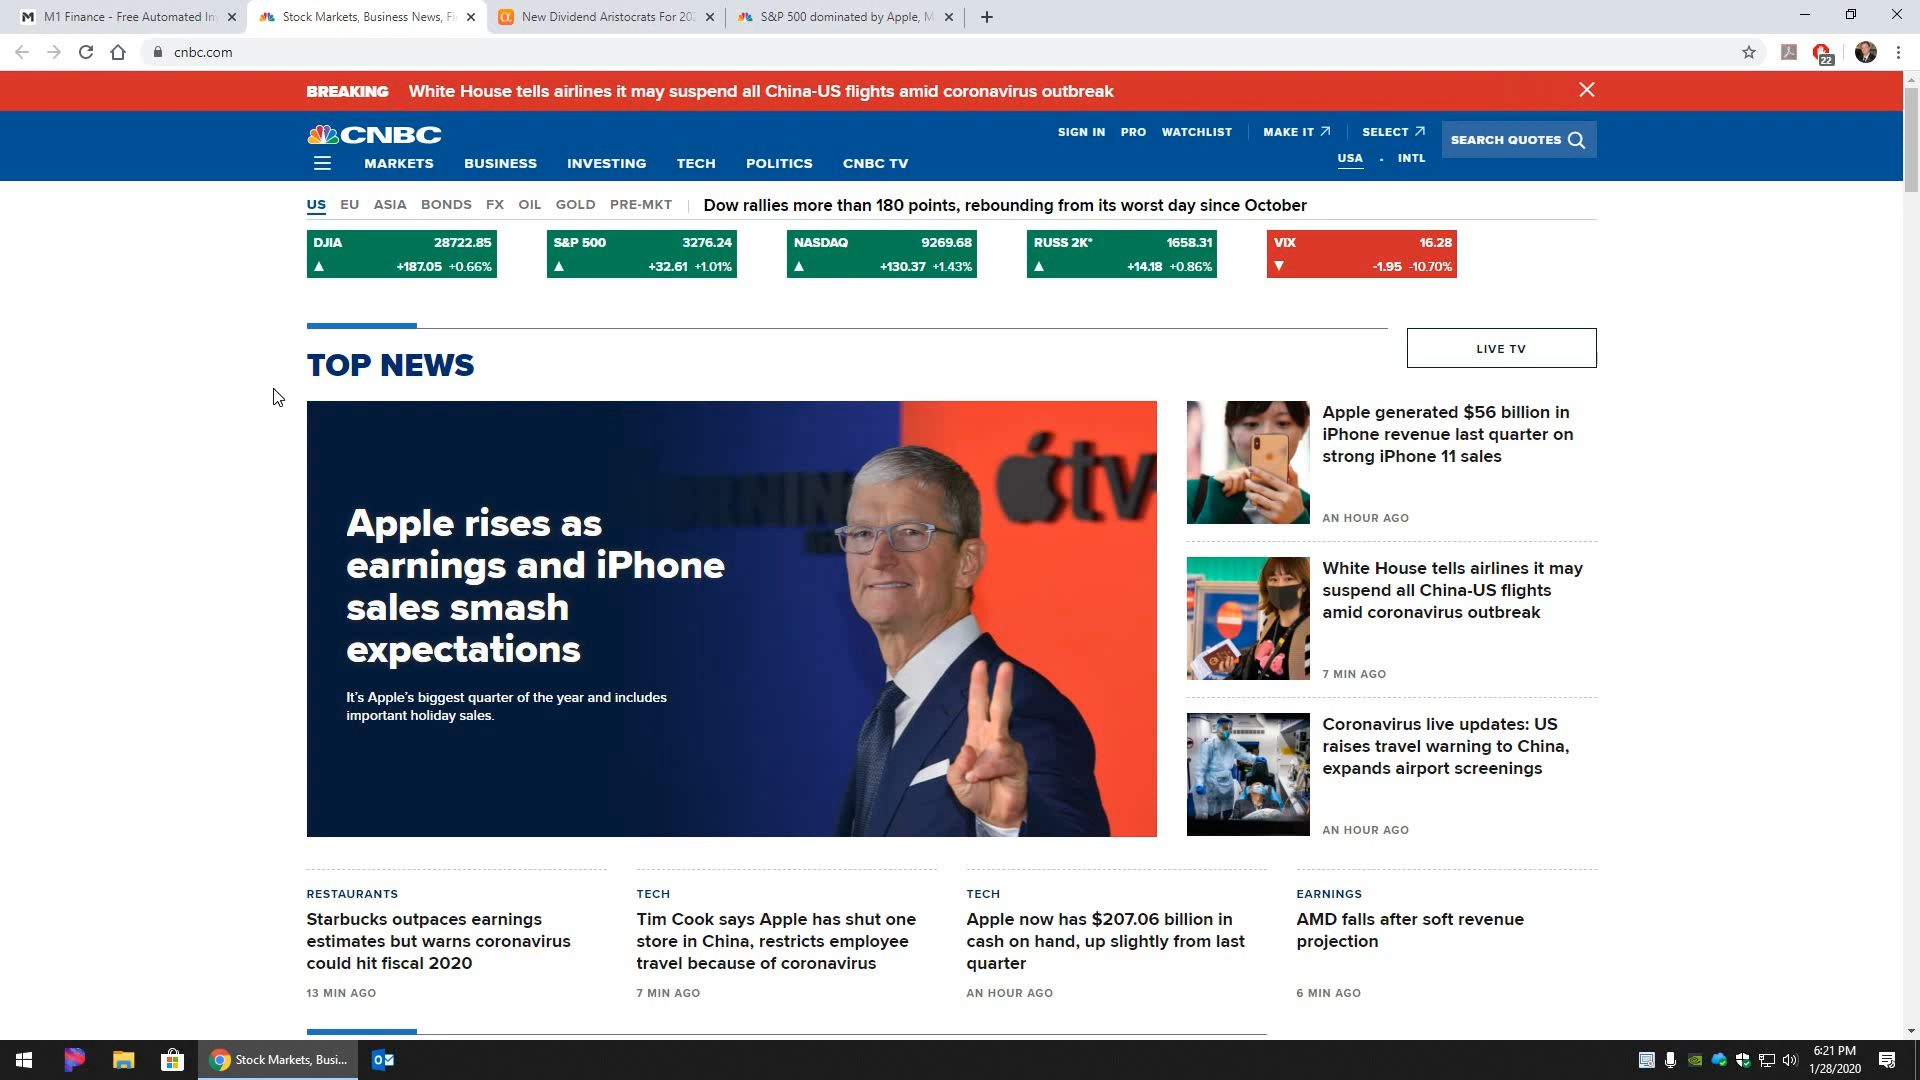 M1 Finance - Free Automated In
Stock Markets, Business News, Fi
New Dividend Aristocrats For 202
S&P 500 dominated by Apple, M
cnbc.com
22
BREAKING White House tells airlines it may suspend all China-US flights amid coronavirus outbreak
CNBC
SIGN IN PRO WATCHLIST MAKE IT SELECT
SEARCH QUOTES
USA · INTL
MARKETS BUSINESS INVESTING TECH POLITICS CNBC TV
US EU ASIA BONDS FX OIL GOLD PRE-MKT
Dow rallies more than 180 points, rebounding from its worst day since October
DJIA 28722.85
+187.05 +0.66%
S&P 500 3276.24
+32.61 +1.01%
NASDAQ 9269.68
+130.37 +1.43%
RUSS 2K* 1658.31
+14.18 +0.86%
VIX 16.28
-1.95 -10.70%
TOP NEWS
LIVE TV
Apple rises as
earnings and iPhone
sales smash
expectations
It's Apple's biggest quarter of the year and includes
important holiday sales.
tv
Apple generated $56 billion in
iPhone revenue last quarter on
strong iPhone 11 sales
AN HOUR AGO
White House tells airlines it may
suspend all China-US flights
amid coronavirus outbreak
7 MIN AGO
Coronavirus live updates: US
raises travel warning to China,
expands airport screenings
AN HOUR AGO
RESTAURANTS
Starbucks outpaces earnings
estimates but warns coronavirus
could hit fiscal 2020
13 MIN AGO
TECH
Tim Cook says Apple has shut one
store in China, restricts employee
travel because of coronavirus
7 MIN AGO
TECH
Apple now has $207.06 billion in
cash on hand, up slightly from last
quarter
AN HOUR AGO
EARNINGS
AMD falls after soft revenue
projection
6 MIN AGO
Stock Markets, Busi...
6:21 PM
1/28/2020